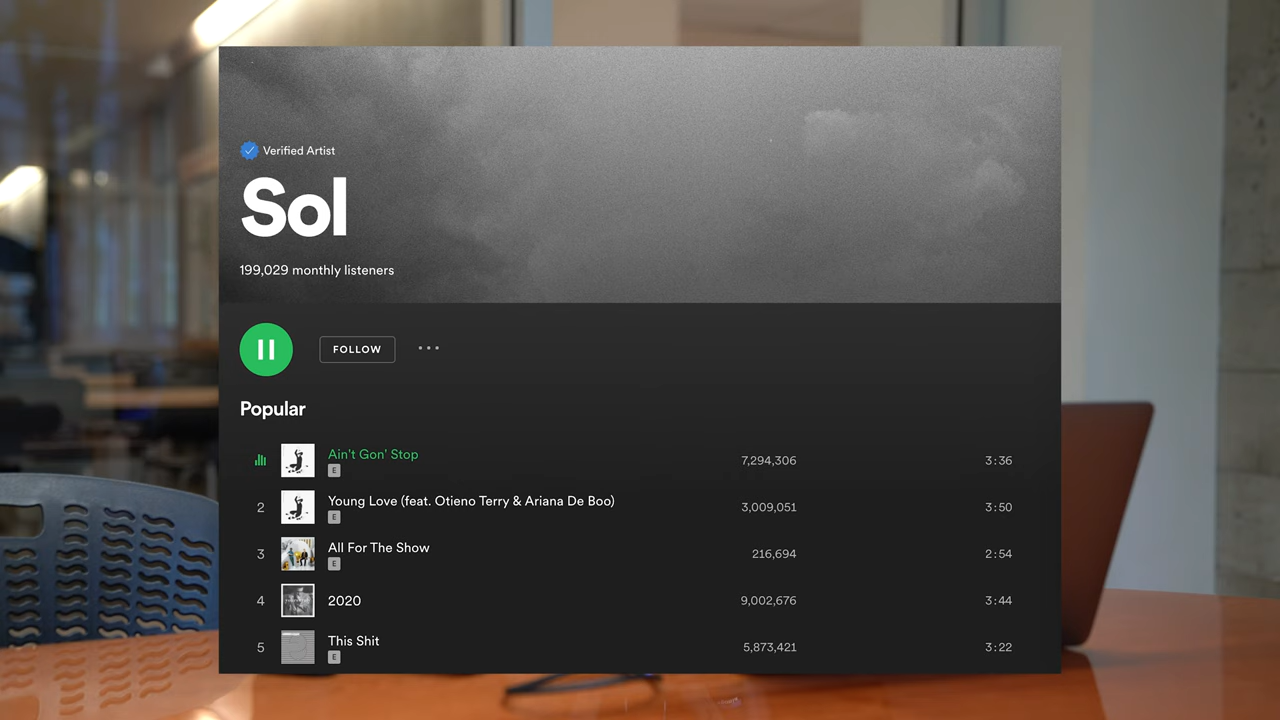 Verified Artist
Sol
199,029 monthly listeners
FOLLOW
Popular
Ain't Gon' Stop 7,294,306 3:36
E
2 Young Love (feat. Otieno Terry & Ariana De Boo) 3,009,051 3:50
E
3 All For The Show 216,694 2:54
E
4 2020 9,002,676 3:44
5 This Shit 5,873,421 3:22
E